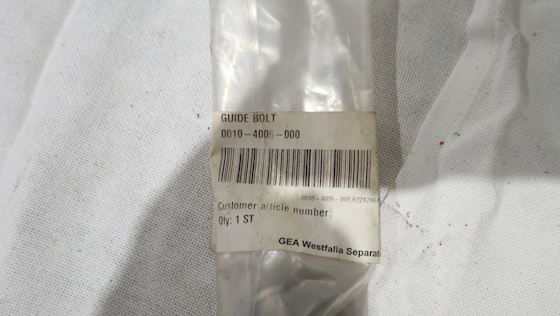 GUIDE BOLT
0010-4006-000
Customer article number:
Qty: 1 ST
GEA Westfalia Separat